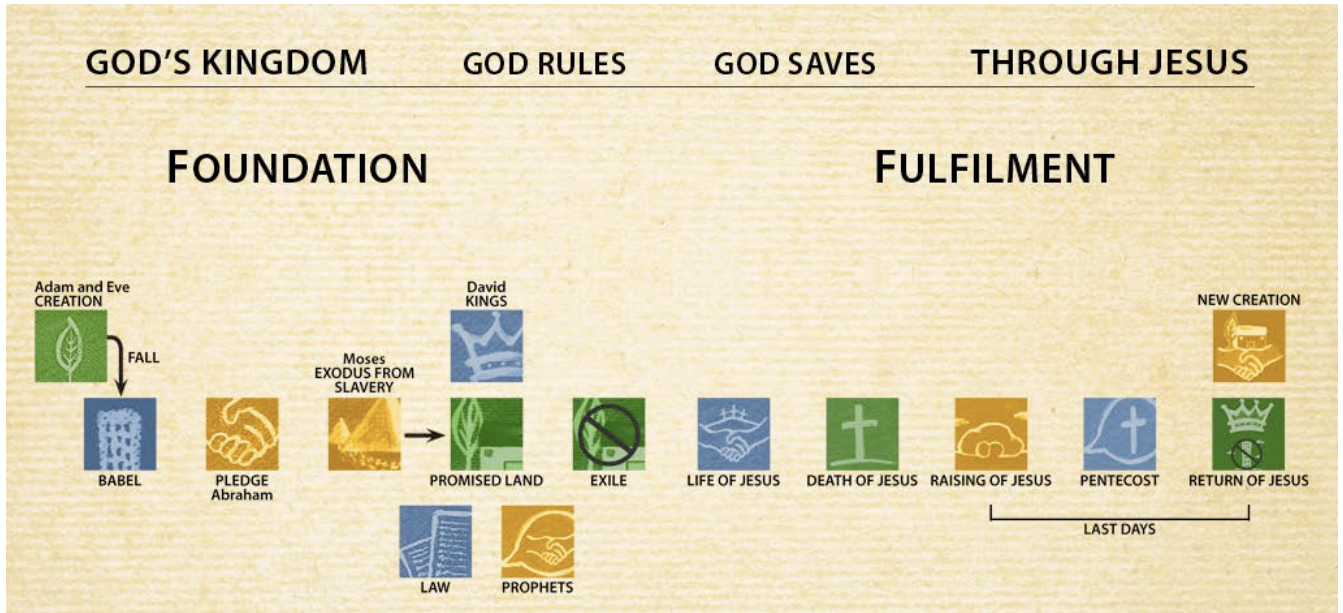 GOD'S KINGDOM GOD RULES GOD SAVES THROUGH JESUS
FOUNDATION FULFILMENT
Adam and Eve
CREATION
FALL
BABEL
PLEDGE
Abraham
Moses
EXODUS FROM
SLAVERY
David
KINGS
PROMISED LAND
EXILE
LAW
PROPHETS
LIFE OF JESUS
DEATH OF JESUS
RAISING OF JESUS
PENTECOST
NEW CREATION
RETURN OF JESUS
LAST DAYS